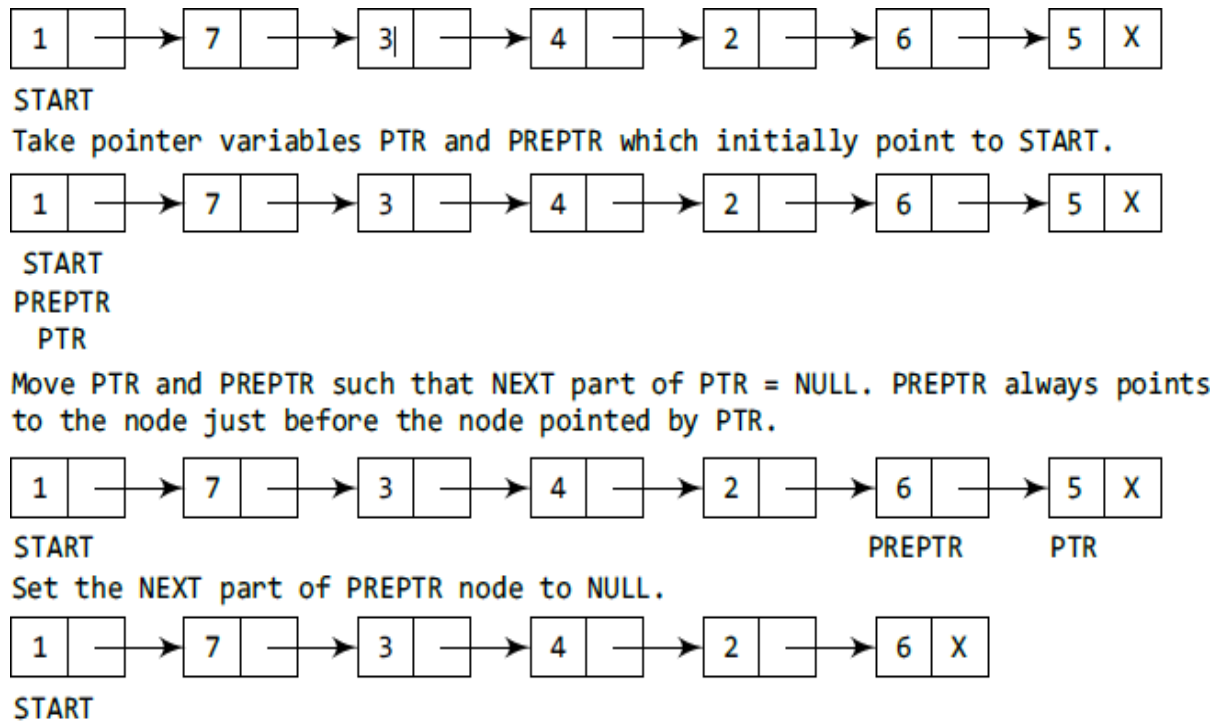 1 7 3 4 2 6 5 X
START
Take pointer variables PTR and PREPTR which initially point to START.
1 7 3 4 2 6 5 X
START
PREPTR
PTR
Move PTR and PREPTR such that NEXT part of PTR = NULL. PREPTR always points
to the node just before the node pointed by PTR.
1 7 3 4 2 6 5 X
START PREPTR PTR
Set the NEXT part of PREPTR node to NULL.
1 7 3 4 2 6 X
START